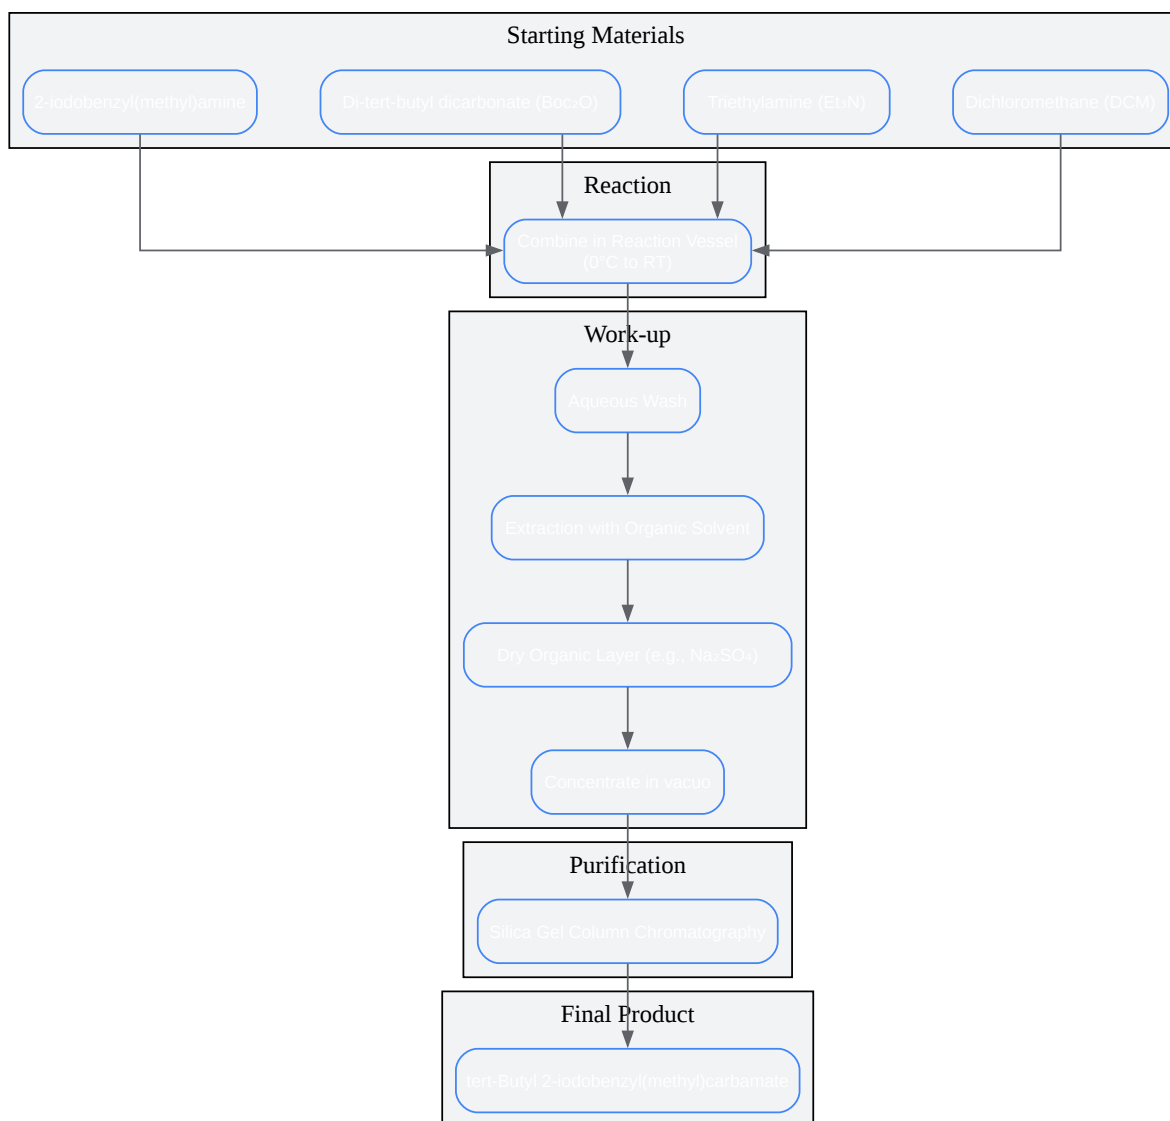 Starting Materials
2-iodobenzyl(methyl)amine
Di-tert-butyl dicarbonate (Boc₂O)
Triethylamine (Et₃N)
Dichloromethane (DCM)
Reaction
Combine in Reaction Vessel
(0°C to RT)
Work-up
Aqueous Wash
Extraction with Organic Solvent
Dry Organic Layer (e.g., Na₂SO₄)
Concentrate in vacuo
Purification
Silica Gel Column Chromatography
Final Product
tert-Butyl 2-iodobenzyl(methyl)carbamate